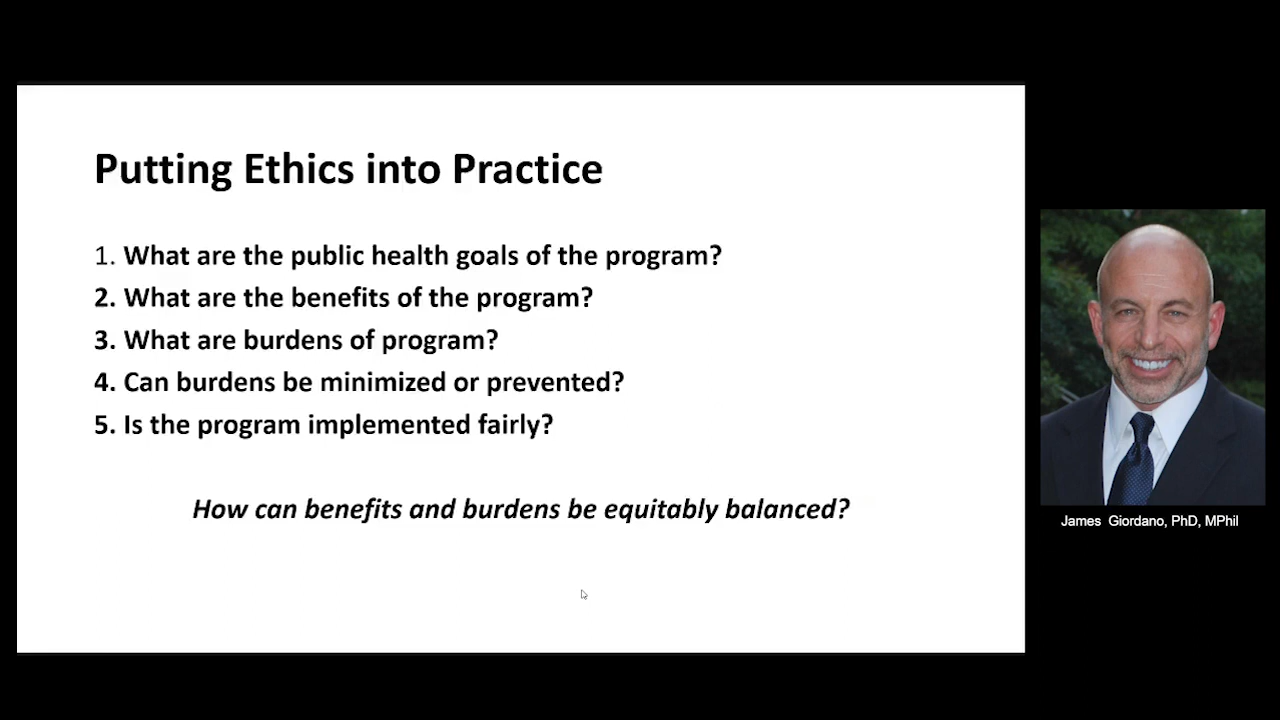 Putting Ethics into Practice
1. What are the public health goals of the program?
2. What are the benefits of the program?
3. What are burdens of program?
4. Can burdens be minimized or prevented?
5. Is the program implemented fairly?
How can benefits and burdens be equitably balanced?
James Giordano, PhD, MPhil